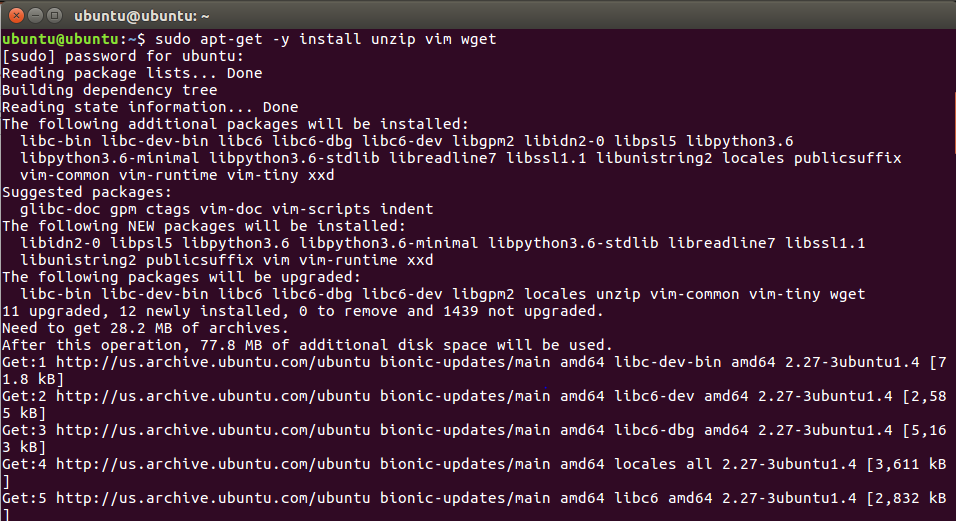 ubuntu@ubuntu: ~
ubuntu@ubuntu:~$ sudo apt-get -y install unzip vim wget
[sudo] password for ubuntu:
Reading package lists... Done
Building dependency tree
Reading state information... Done
The following additional packages will be installed:
  libc-bin libc-dev-bin libc6 libc6-dbg libc6-dev libgpm2 libidn2-0 libpsl5 libpython3.6
  libpython3.6-minimal libpython3.6-stdlib libreadline7 libssl1.1 libunistring2 locales publicsuffix
  vim-common vim-runtime vim-tiny xxd
Suggested packages:
  glibc-doc gpm ctags vim-doc vim-scripts indent
The following NEW packages will be installed:
  libidn2-0 libpsl5 libpython3.6 libpython3.6-minimal libpython3.6-stdlib libreadline7 libssl1.1
  libunistring2 publicsuffix vim vim-runtime xxd
The following packages will be upgraded:
  libc-bin libc-dev-bin libc6 libc6-dbg libc6-dev libgpm2 locales unzip vim-common vim-tiny wget
11 upgraded, 12 newly installed, 0 to remove and 1439 not upgraded.
Need to get 28.2 MB of archives.
After this operation, 77.8 MB of additional disk space will be used.
Get:1 http://us.archive.ubuntu.com/ubuntu bionic-updates/main amd64 libc-dev-bin amd64 2.27-3ubuntu1.4 [7
1.8 kB]
Get:2 http://us.archive.ubuntu.com/ubuntu bionic-updates/main amd64 libc6-dev amd64 2.27-3ubuntu1.4 [2,58
5 kB]
Get:3 http://us.archive.ubuntu.com/ubuntu bionic-updates/main amd64 libc6-dbg amd64 2.27-3ubuntu1.4 [5,16
3 kB]
Get:4 http://us.archive.ubuntu.com/ubuntu bionic-updates/main amd64 locales all 2.27-3ubuntu1.4 [3,611 kB
]
Get:5 http://us.archive.ubuntu.com/ubuntu bionic-updates/main amd64 libc6 amd64 2.27-3ubuntu1.4 [2,832 kB
]